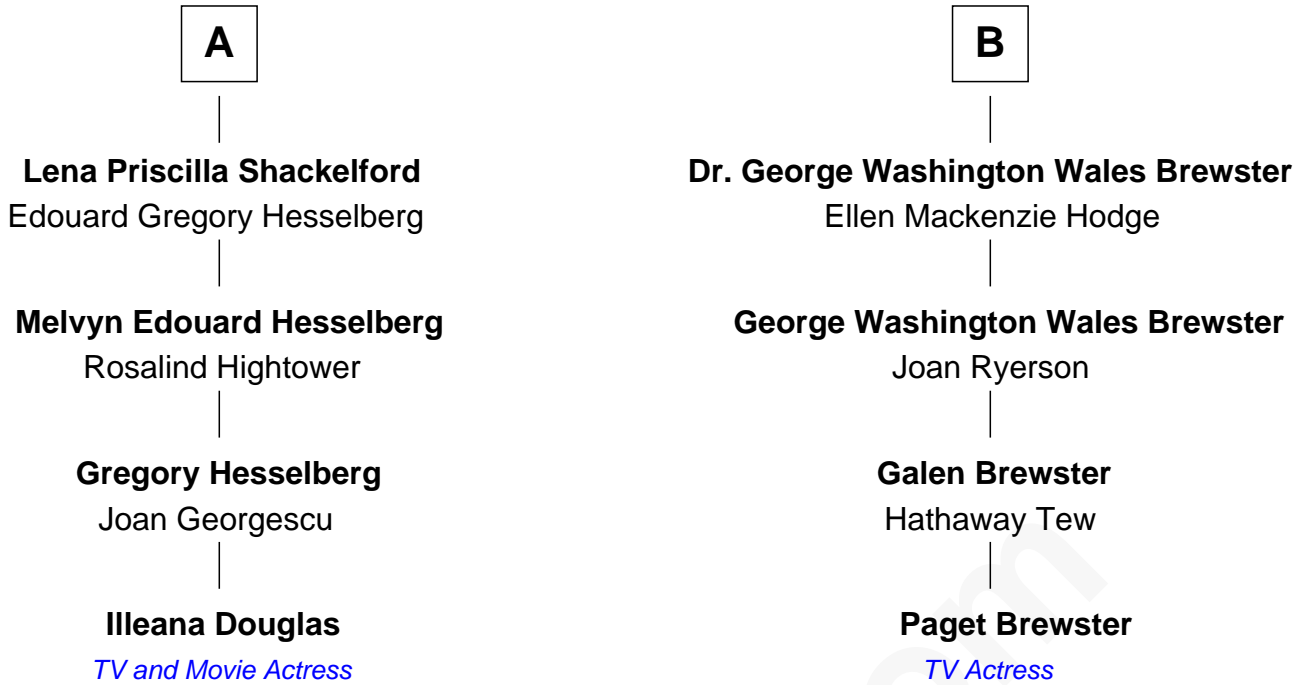 A
Lena Priscilla Shackelford
Edouard Gregory Hesselberg
Melvyn Edouard Hesselberg
Rosalind Hightower
Gregory Hesselberg
Joan Georgescu
Illeana Douglas
TV and Movie Actress
B
Dr. George Washington Wales Brewster
Ellen Mackenzie Hodge
George Washington Wales Brewster
Joan Ryerson
Galen Brewster
Hathaway Tew
Paget Brewster
TV Actress